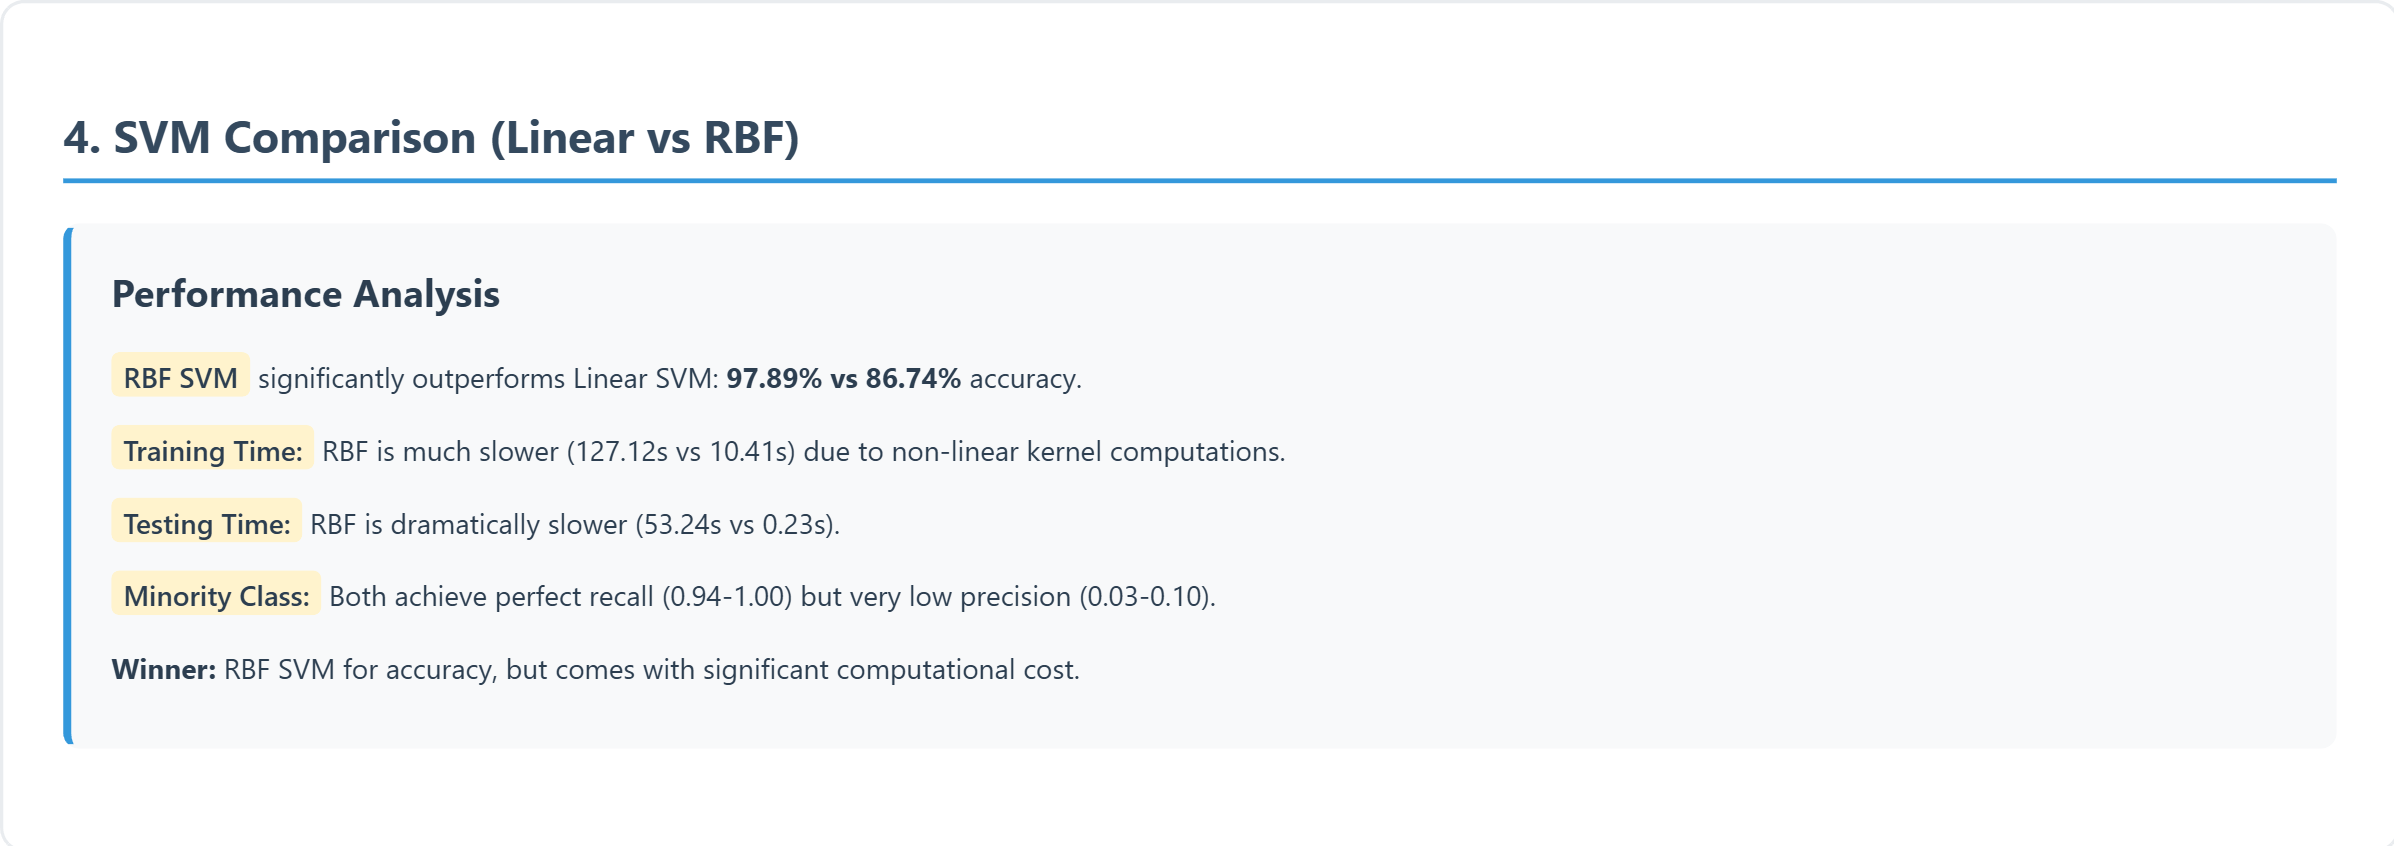 4. SVM Comparison (Linear vs RBF)
Performance Analysis
RBF SVM significantly outperforms Linear SVM: 97.89% vs 86.74% accuracy.
Training Time: RBF is much slower (127.12s vs 10.41s) due to non-linear kernel computations.
Testing Time: RBF is dramatically slower (53.24s vs 0.23s).
Minority Class: Both achieve perfect recall (0.94-1.00) but very low precision (0.03-0.10).
Winner: RBF SVM for accuracy, but comes with significant computational cost.